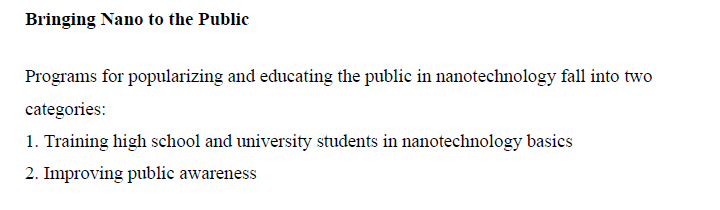 Bringing Nano to the Public
Programs for popularizing and educating the public in nanotechnology fall into two
categories:
1. Training high school and university students in nanotechnology basics
2. Improving public awareness